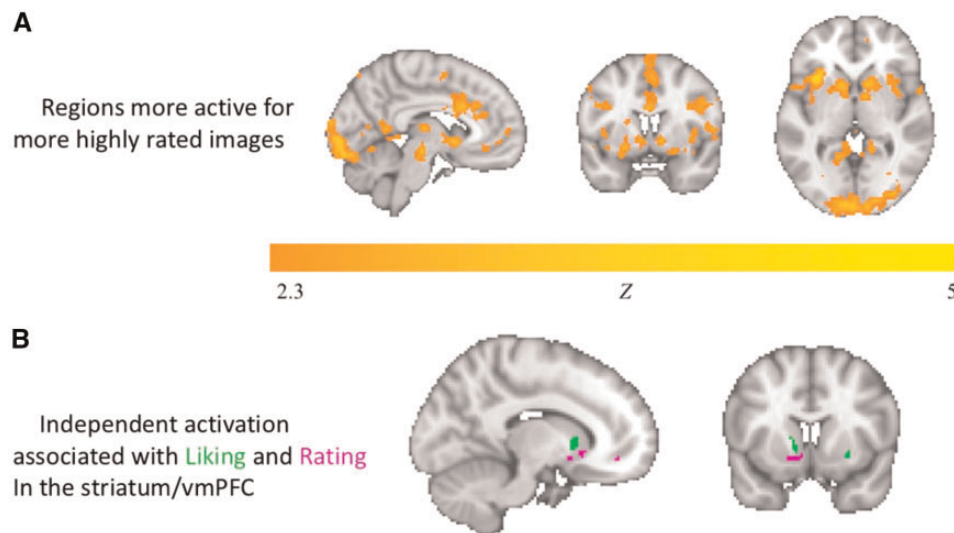 A
Regions more active for
more highly rated images
2.3 Z 5
B
Independent activation
associated with Liking and Rating
In the striatum/vmPFC